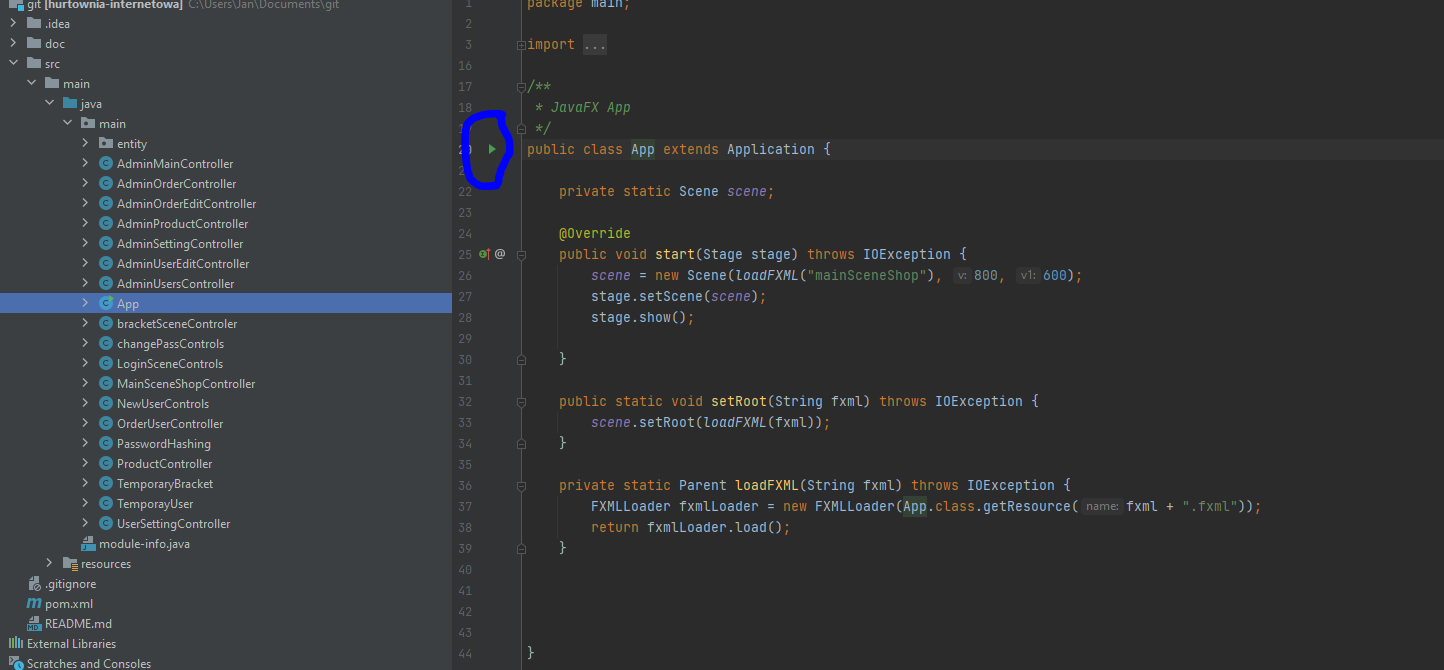 git [hurtownia-internetowa] C:\Users\Jan\Documents\git
.idea
doc
src
main
java
main
entity
AdminMainController
AdminOrderController
AdminOrderEditController
AdminProductController
AdminSettingController
AdminUserEditController
AdminUsersController
App
bracketSceneControler
changePassControls
LoginSceneControls
MainSceneShopController
NewUserControls
OrderUserController
PasswordHashing
ProductController
TemporaryBracket
TemporayUser
UserSettingController
module-info.java
resources
.gitignore
pom.xml
README.md
External Libraries
Scratches and Consoles
1 package main;
2
3 import ...
16
17 /**
18 * JavaFX App
*/
20 public class App extends Application {
22 private static Scene scene;
23
24 @Override
25 public void start(Stage stage) throws IOException {
26 scene = new Scene(loadFXML("mainSceneShop"), v: 800, v1: 600);
27 stage.setScene(scene);
28 stage.show();
29
30 }
31
32 public static void setRoot(String fxml) throws IOException {
33 scene.setRoot(loadFXML(fxml));
34 }
35
36 private static Parent loadFXML(String fxml) throws IOException {
37 FXMLLoader fxmlLoader = new FXMLLoader(App.class.getResource( name: fxml + ".fxml"));
38 return fxmlLoader.load();
39 }
40
41
42
43
44 }